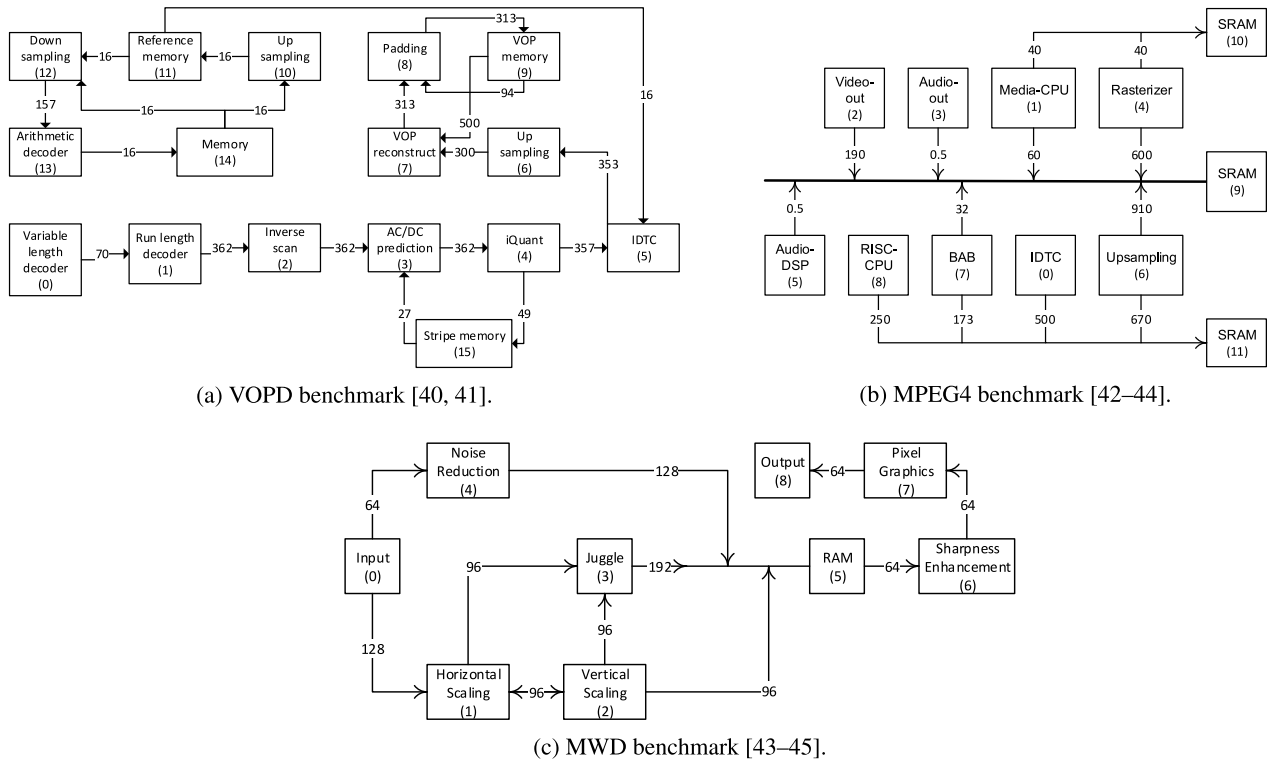 313
Down
sampling
(12)
16
Reference
memory
(11)
16
Up
sampling
(10)
Padding
(8)
VOP
memory
(9)
157
16
16
313
94
500
16
Arithmetic
decoder
(13)
16
Memory
(14)
VOP
reconstruct
(7)
300
Up
sampling
(6)
353
Variable
length
decoder
(0)
70
Run length
decoder
(1)
362
Inverse
scan
(2)
362
AC/DC
prediction
(3)
362
iQuant
(4)
357
IDTC
(5)
27
49
Stripe memory
(15)
(a) VOPD benchmark [40, 41].
SRAM
(10)
40
40
Video-
out
(2)
Audio-
out
(3)
Media-CPU
(1)
Rasterizer
(4)
190
0.5
60
600
SRAM
(9)
0.5
32
910
Audio-
DSP
(5)
RISC-
CPU
(8)
BAB
(7)
IDTC
(0)
Upsampling
(6)
250
173
500
670
SRAM
(11)
(b) MPEG4 benchmark [42–44].
Noise
Reduction
(4)
128
Output
(8)
64
Pixel
Graphics
(7)
64
64
Input
(0)
96
Juggle
(3)
192
RAM
(5)
64
Sharpness
Enhancement
(6)
128
96
Horizontal
Scaling
(1)
96
Vertical
Scaling
(2)
96
(c) MWD benchmark [43–45].